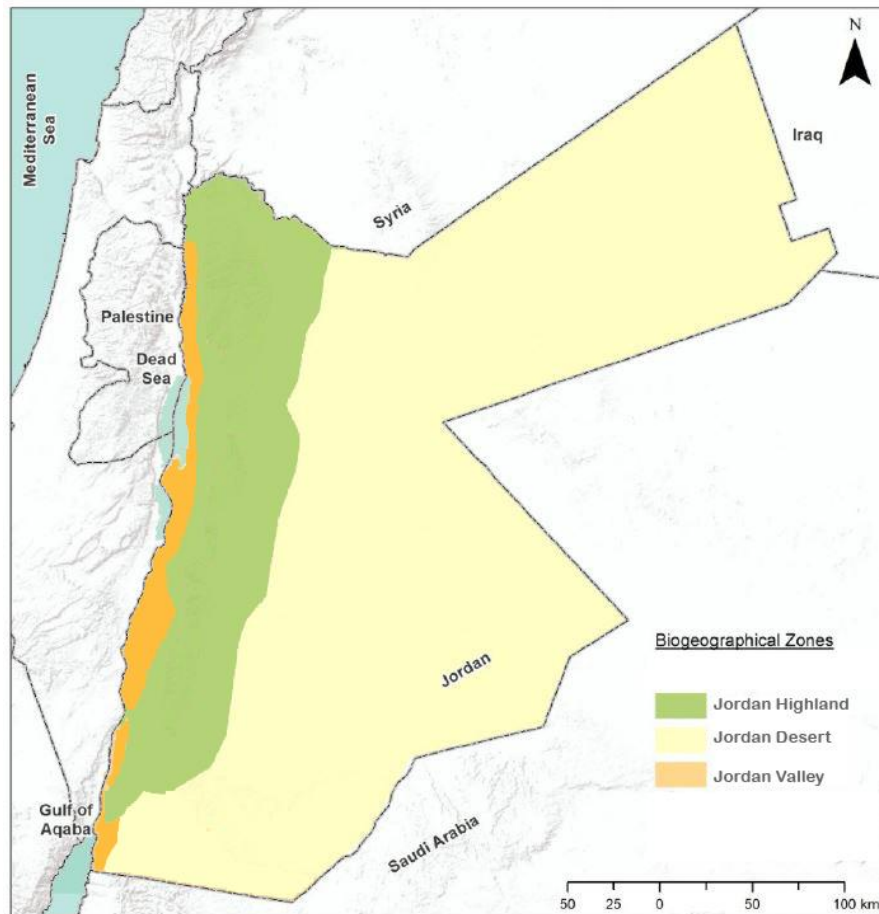 N
Mediterranean
Sea
Iraq
Syria
Palestine
Dead
Sea
Biogeographical Zones
Jordan
Jordan Highland
Jordan Desert
Jordan Valley
Gulf of
Aqaba
Saudi Arabia
50 25 0 50 100 km